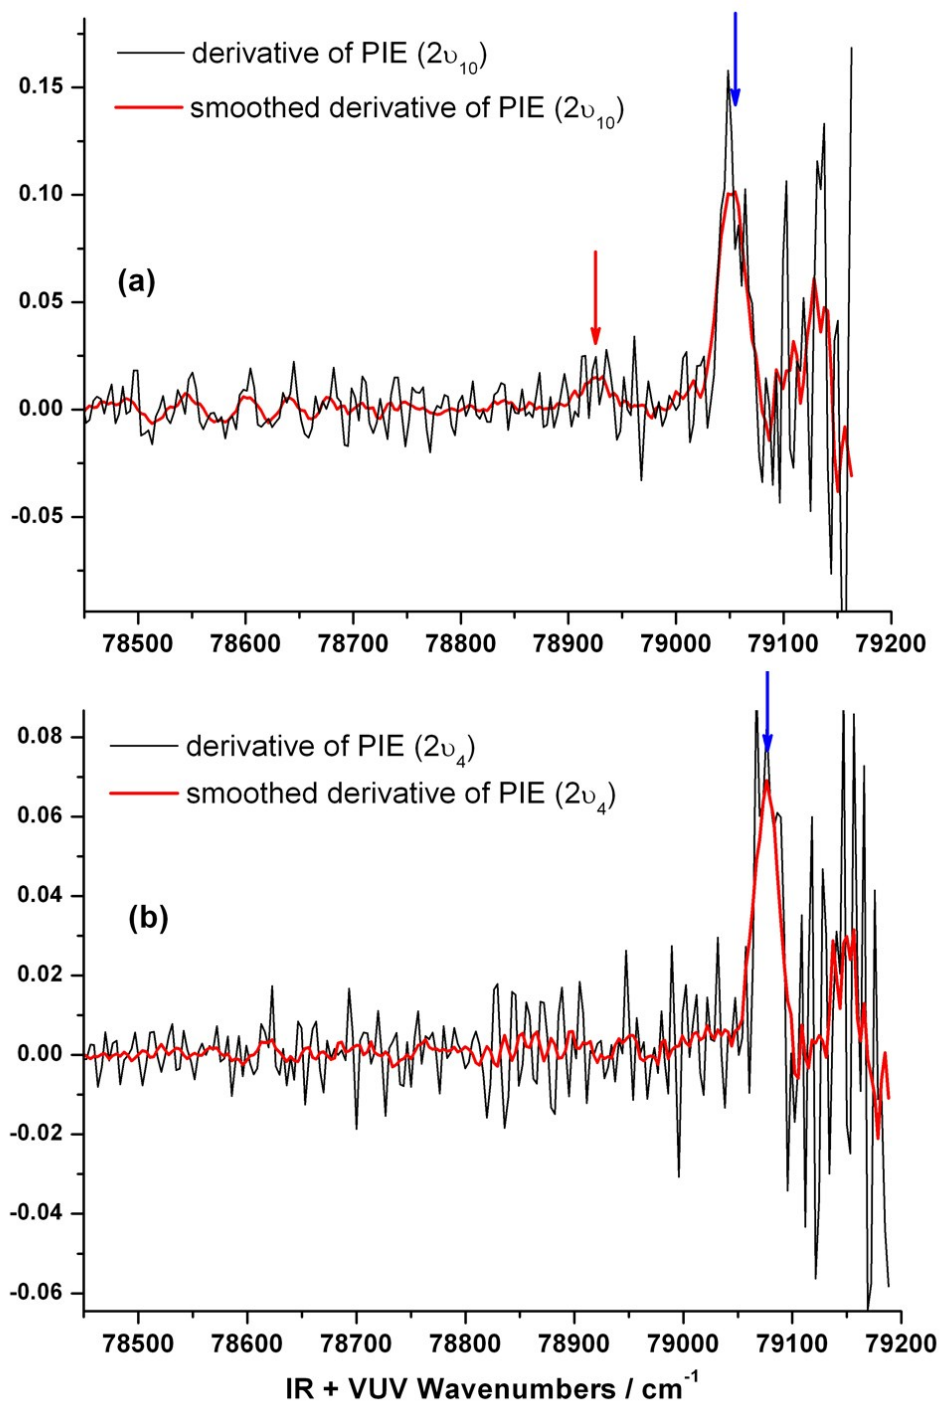 derivative of PIE (2υ₁₀)
smoothed derivative of PIE (2υ₁₀)
0.15
0.10
(a)
0.05
0.00
-0.05
78500 78600 78700 78800 78900 79000 79100 79200
derivative of PIE (2υ₄)
smoothed derivative of PIE (2υ₄)
0.08
0.06
0.04
(b)
0.02
0.00
-0.02
-0.04
-0.06
78500 78600 78700 78800 78900 79000 79100 79200
IR + VUV Wavenumbers / cm⁻¹